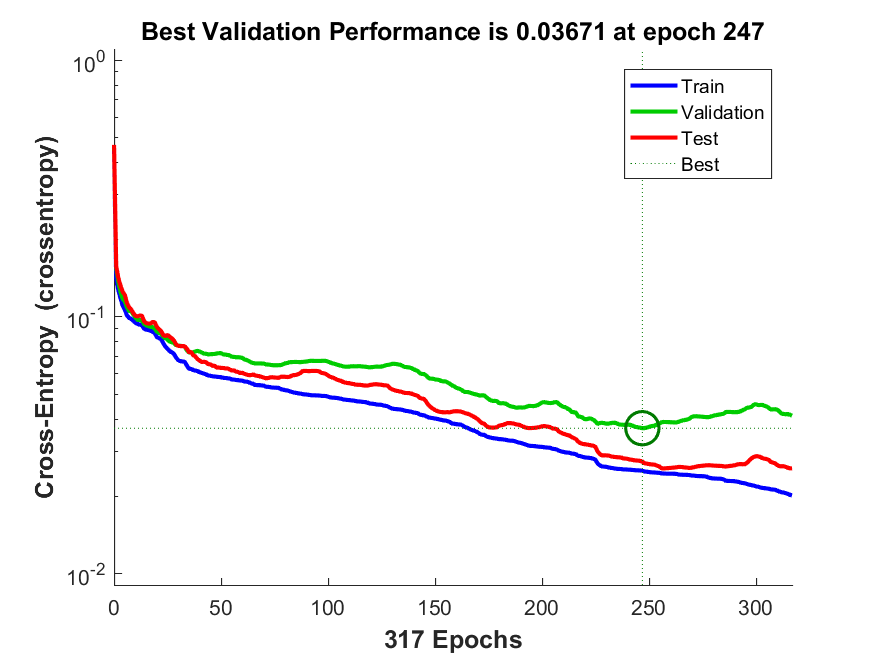 Best Validation Performance is 0.03671 at epoch 247
Cross-Entropy (crossentropy)
10^0
10^-1
10^-2
Train
Validation
Test
Best
0 50 100 150 200 250 300
317 Epochs